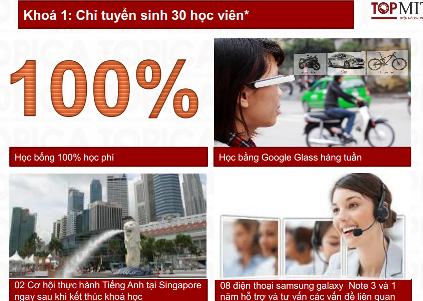 Khoá 1: Chỉ tuyển sinh 30 học viên*
TOPMIT
100%
Học bổng 100% học phí
Học bằng Google Glass hàng tuần
02 Cơ hội thực hành Tiếng Anh tại Singapore
ngay sau khi kết thúc khoá học
08 điện thoại samsung galaxy Note 3 và 1
năm hỗ trợ và tư vấn các vấn đề liên quan